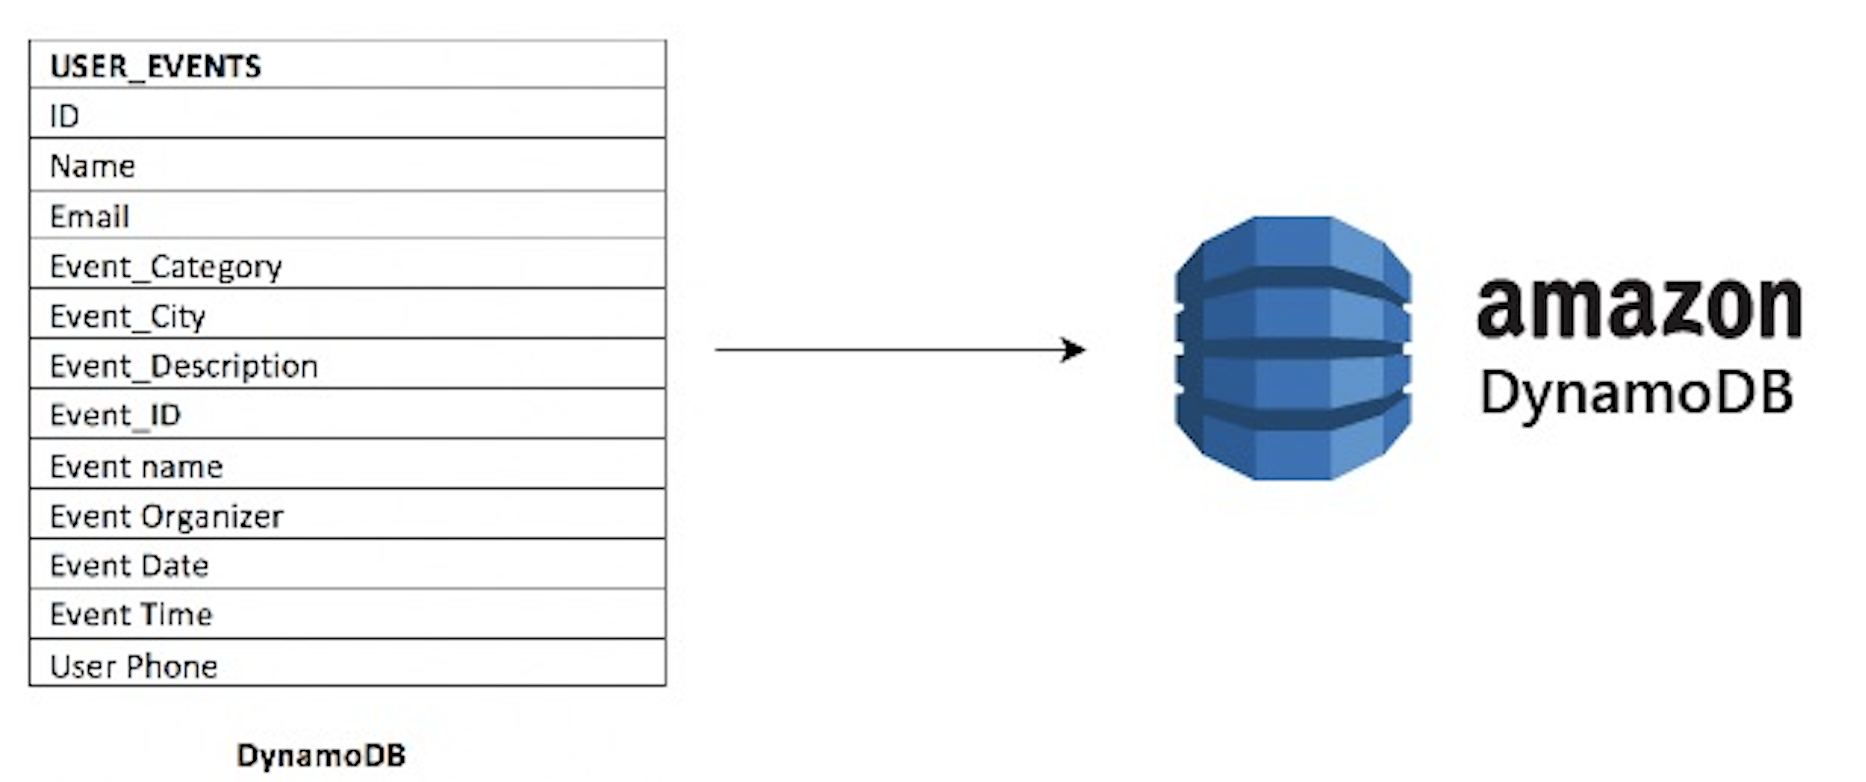 USER_EVENTS
ID
Name
Email
Event_Category
Event_City
Event_Description
Event_ID
Event name
Event Organizer
Event Date
Event Time
User Phone
DynamoDB
amazon
DynamoDB